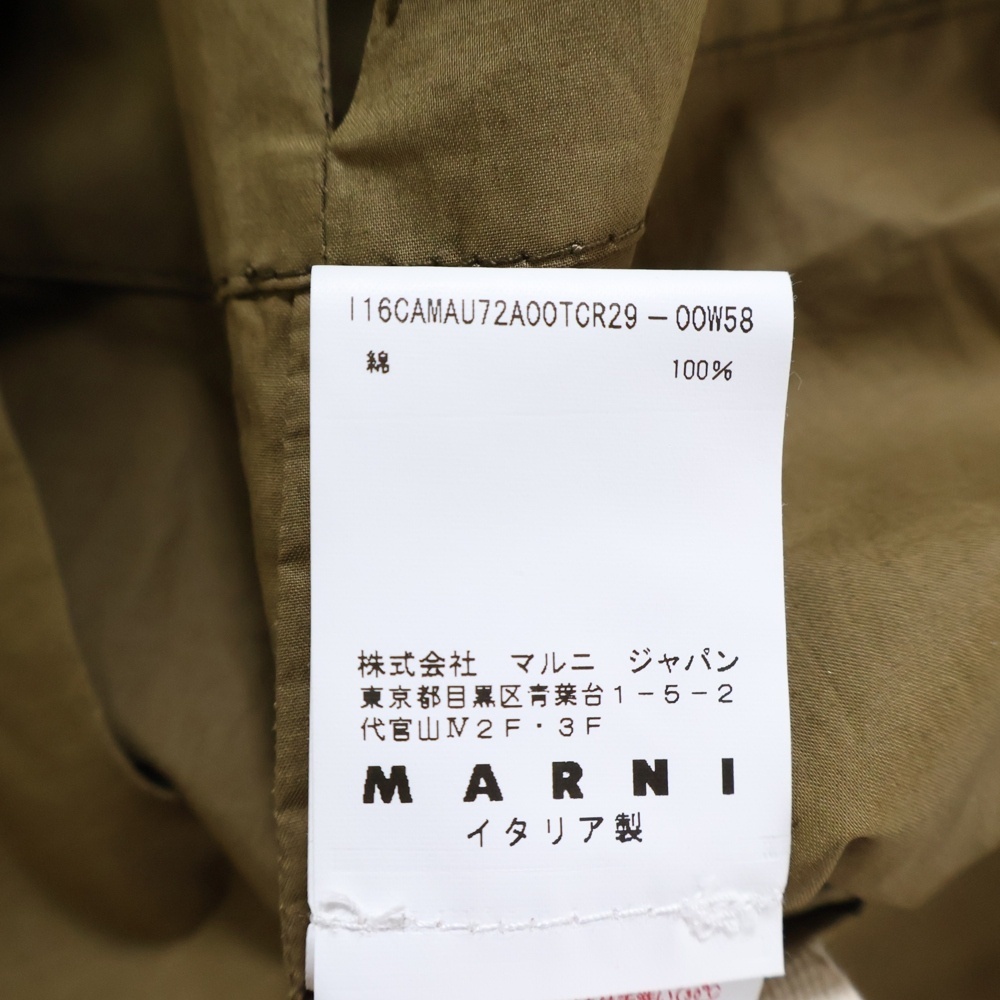 I16CAMAU72A00TCR29－00W58
綿 100%
株式会社 マルニ ジャパン
東京都目黒区青葉台1－5－2
代官山Ⅳ2F・3F
MARNI
イタリア製